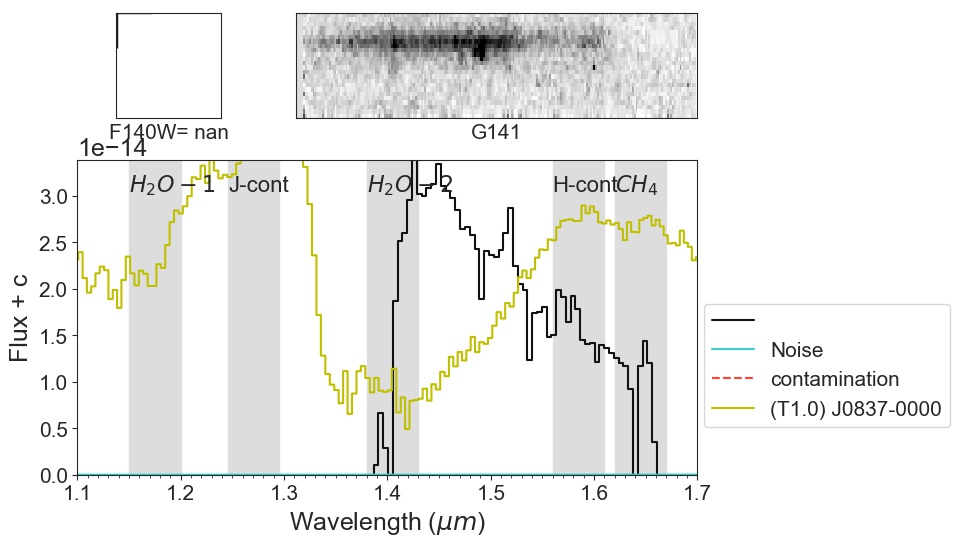 F140W= nan
G141
1e−14
H₂O − 1
J-cont
H₂O − 2
H-cont
CH₄
3.0
2.5
2.0
1.5
1.0
0.5
0.0
Flux + c
1.1
1.2
1.3
1.4
1.5
1.6
1.7
Wavelength (μm)
Noise
contamination
(T1.0) J0837-0000